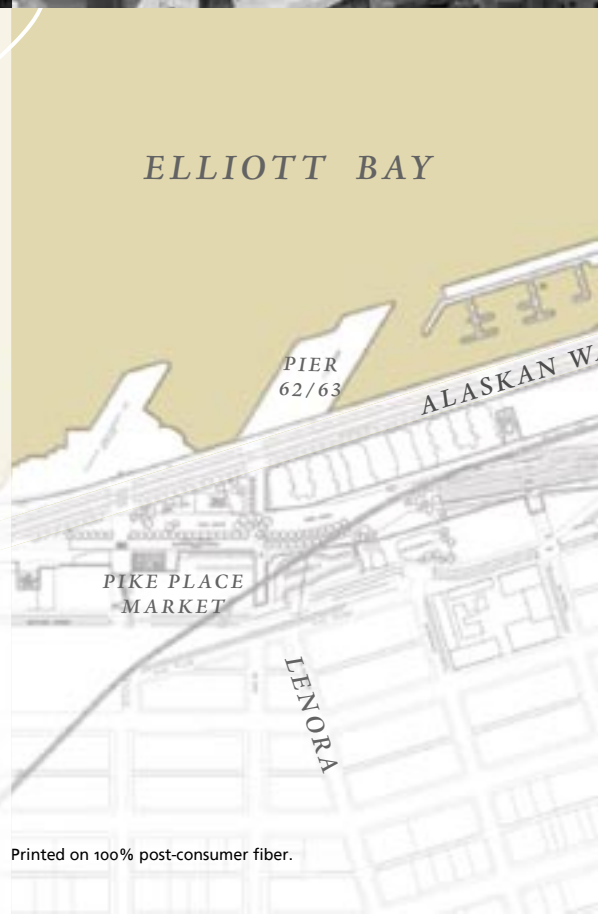 ELLIOTT BAY
PIER
62/63
ALASKAN WA
PIKE PLACE
MARKET
LENORA
Printed on 100% post-consumer fiber.